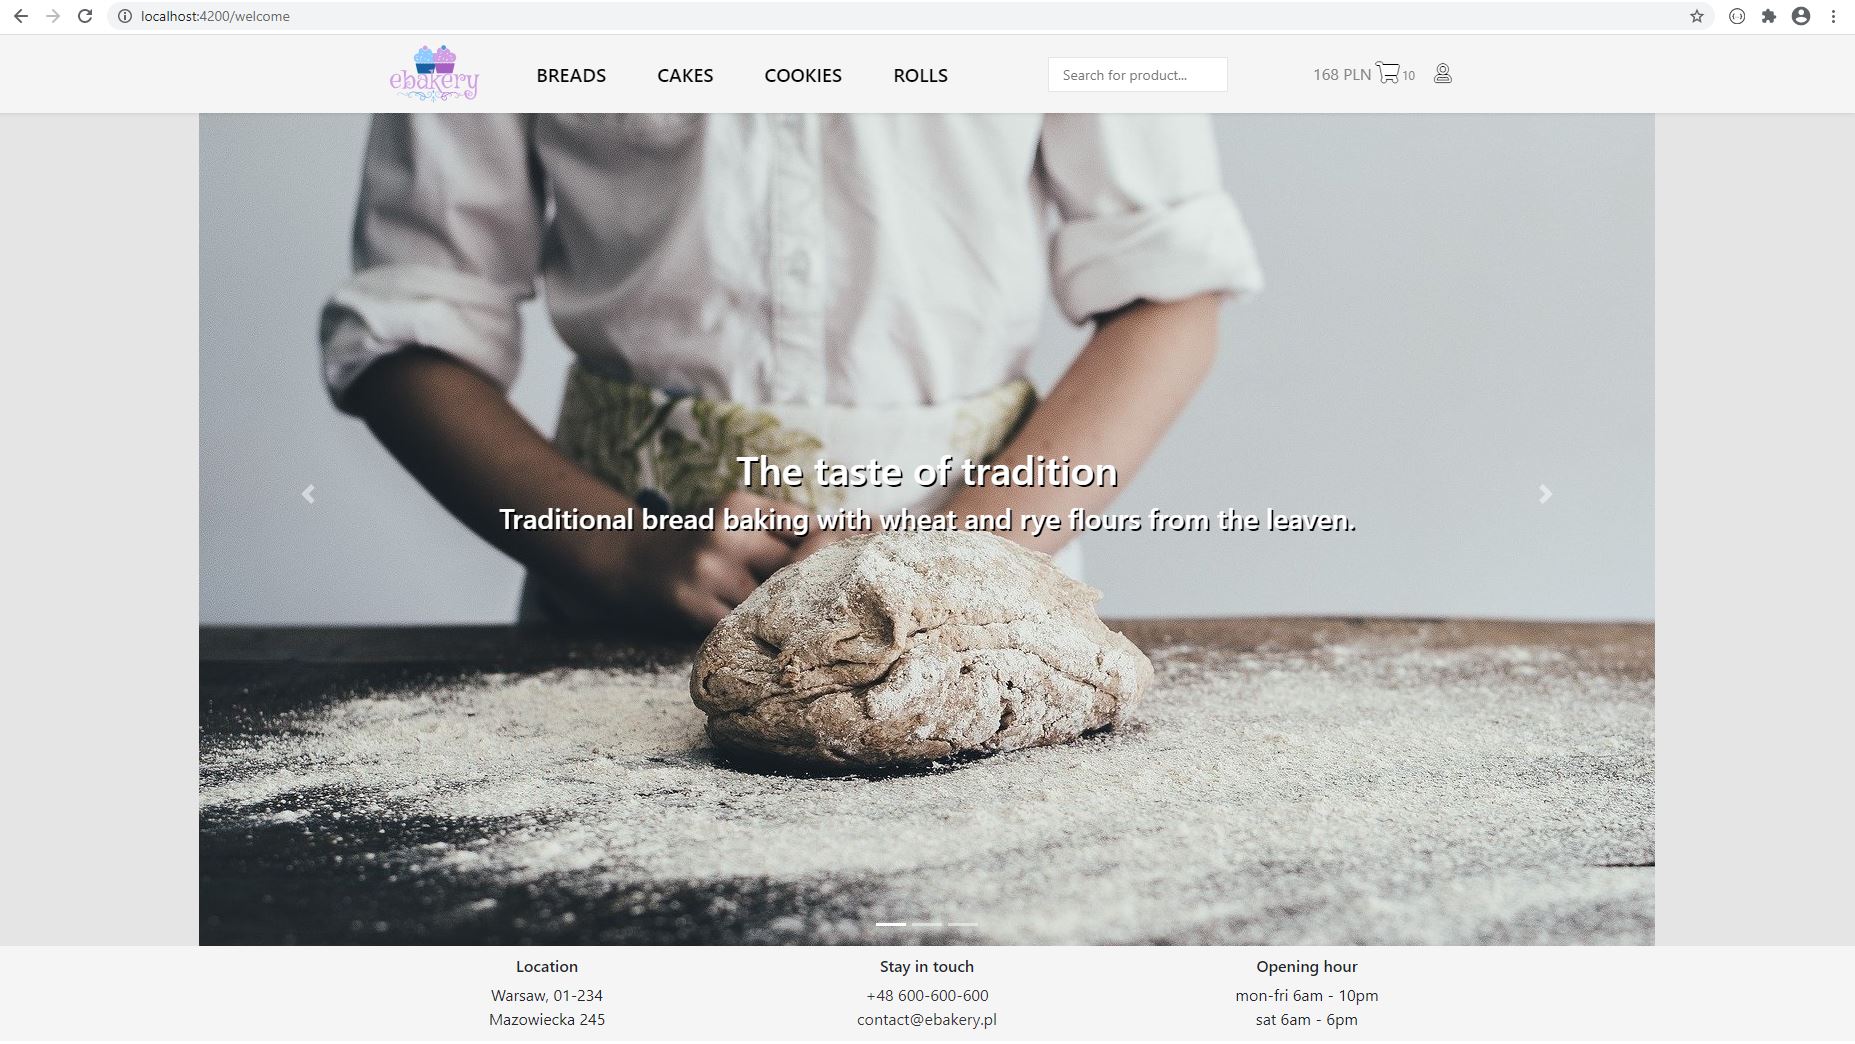 localhost:4200/welcome
ebakery BREADS CAKES COOKIES ROLLS Search for product... 168 PLN 10
The taste of tradition
Traditional bread baking with wheat and rye flours from the leaven.
Location
Warsaw, 01-234
Mazowiecka 245
Stay in touch
+48 600-600-600
contact@ebakery.pl
Opening hour
mon-fri 6am - 10pm
sat 6am - 6pm